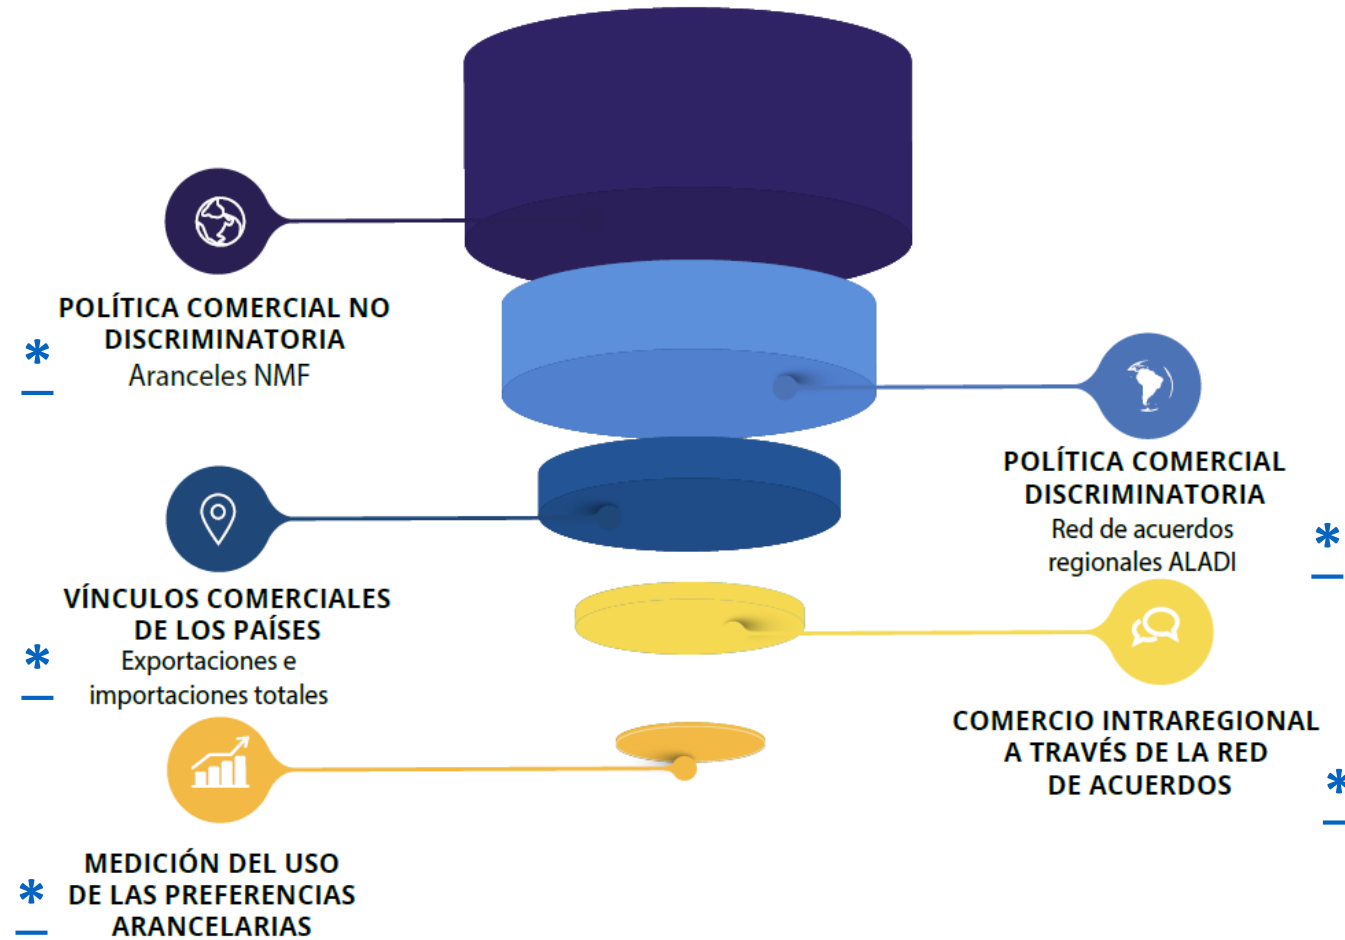 POLÍTICA COMERCIAL NO
DISCRIMINATORIA
*
Aranceles NMF
POLÍTICA COMERCIAL
DISCRIMINATORIA
Red de acuerdos
regionales ALADI
*
VÍNCULOS COMERCIALES
DE LOS PAÍSES
*
Exportaciones e
importaciones totales
COMERCIO INTRAREGIONAL
A TRAVÉS DE LA RED
DE ACUERDOS
*
MEDICIÓN DEL USO
*
DE LAS PREFERENCIAS
ARANCELARIAS